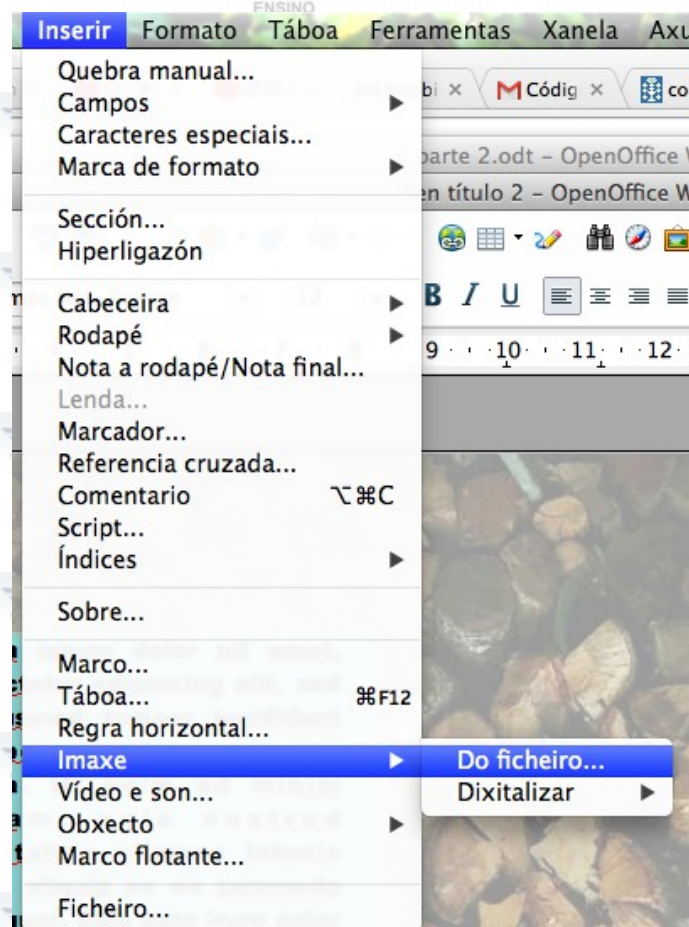 ENSINO
Inserir Formato Táboa Ferramentas Xanela Axu
Quebra manual...
Campos
Caracteres especiais...
Marca de formato
Sección...
Hiperligazón
Cabeceira
Rodapé
Nota a rodapé/Nota final...
Lenda...
Marcador...
Referencia cruzada...
Comentario ⌥⌘C
Script...
Índices
Sobre...
Marco...
Táboa... ⌘F12
Regra horizontal...
Imaxe
Vídeo e son...
Obxecto
Marco flotante...
Ficheiro...
Do ficheiro...
Dixitalizar
bi × Códig × co
parte 2.odt – OpenOffice W
en título 2 – OpenOffice W
B I U
9 10 11 12